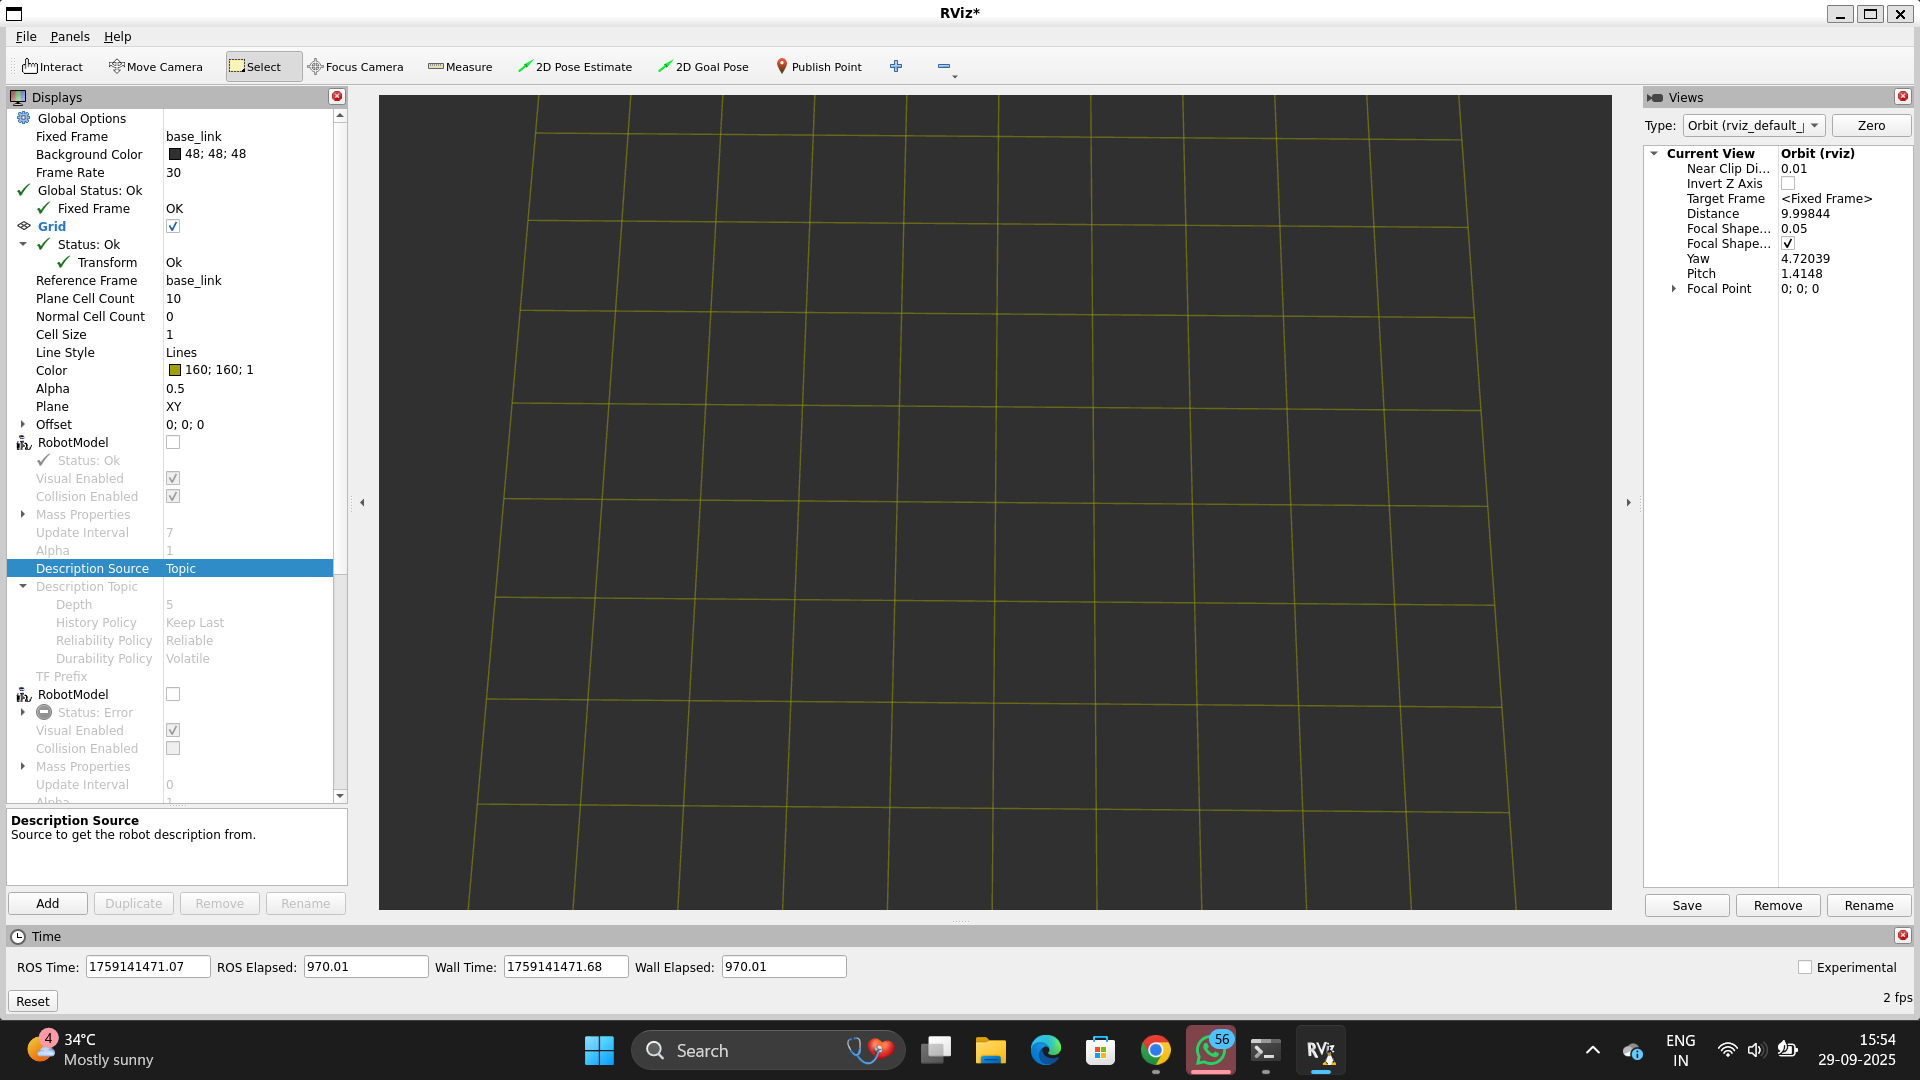 RViz*
File Panels Help
Interact Move Camera Select Focus Camera Measure 2D Pose Estimate 2D Goal Pose Publish Point
Displays
Global Options
Fixed Frame base_link
Background Color 48; 48; 48
Frame Rate 30
Global Status: Ok
Fixed Frame OK
Grid
Status: Ok
Transform Ok
Reference Frame base_link
Plane Cell Count 10
Normal Cell Count 0
Cell Size 1
Line Style Lines
Color 160; 160; 1
Alpha 0.5
Plane XY
Offset 0; 0; 0
RobotModel
Status: Ok
Visual Enabled
Collision Enabled
Mass Properties
Update Interval 7
Alpha 1
Description Source Topic
Description Topic
Depth 5
History Policy Keep Last
Reliability Policy Reliable
Durability Policy Volatile
TF Prefix
RobotModel
Status: Error
Visual Enabled
Collision Enabled
Mass Properties
Update Interval 0
Alpha 1
Description Source
Source to get the robot description from.
Add Duplicate Remove Rename
Views
Type: Orbit (rviz_default_ Zero
Current View Orbit (rviz)
Near Clip Di... 0.01
Invert Z Axis
Target Frame <Fixed Frame>
Distance 9.99844
Focal Shape... 0.05
Focal Shape...
Yaw 4.72039
Pitch 1.4148
Focal Point 0; 0; 0
Save Remove Rename
Time
ROS Time: 1759141471.07 ROS Elapsed: 970.01 Wall Time: 1759141471.68 Wall Elapsed: 970.01 Experimental
Reset 2 fps
4 34°C
Mostly sunny
Search
56
RViz
ENG
IN
15:54
29-09-2025